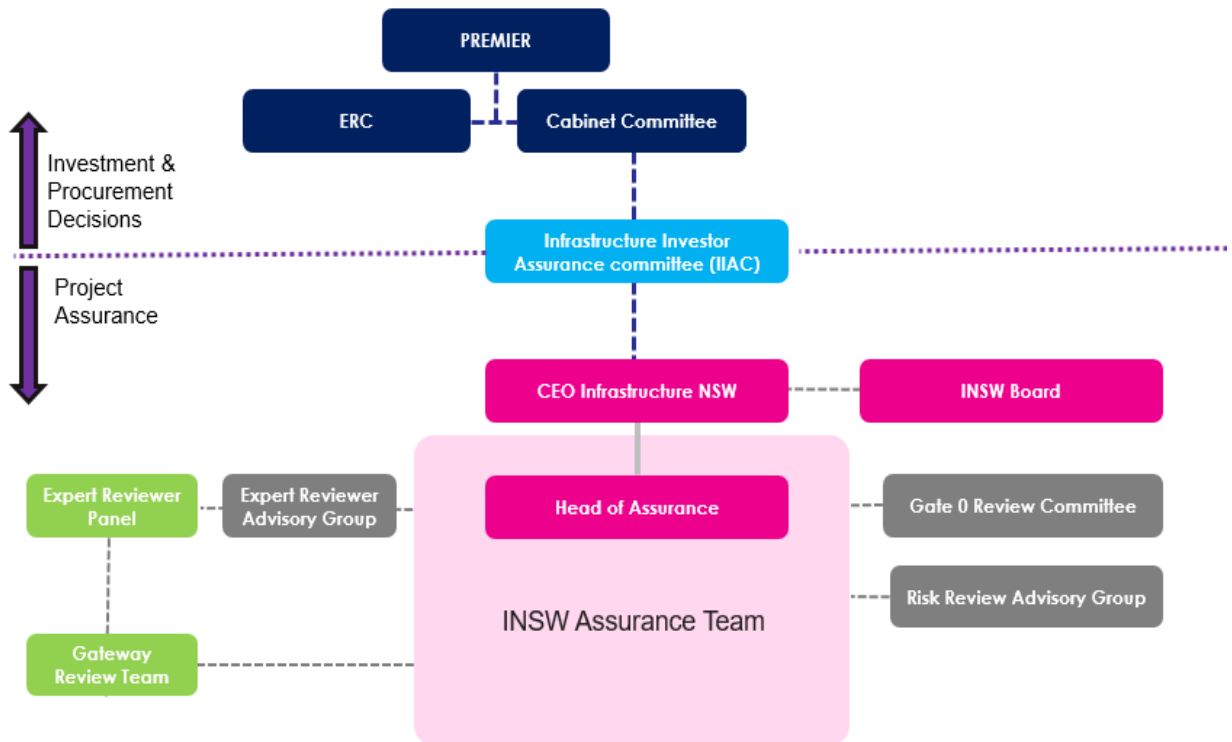 PREMIER
ERC
Cabinet Committee
Investment &
Procurement
Decisions
Infrastructure Investor
Assurance committee (IIAC)
Project
Assurance
CEO Infrastructure NSW
INSW Board
Expert Reviewer
Panel
Expert Reviewer
Advisory Group
Head of Assurance
Gate 0 Review Committee
Risk Review Advisory Group
INSW Assurance Team
Gateway
Review Team